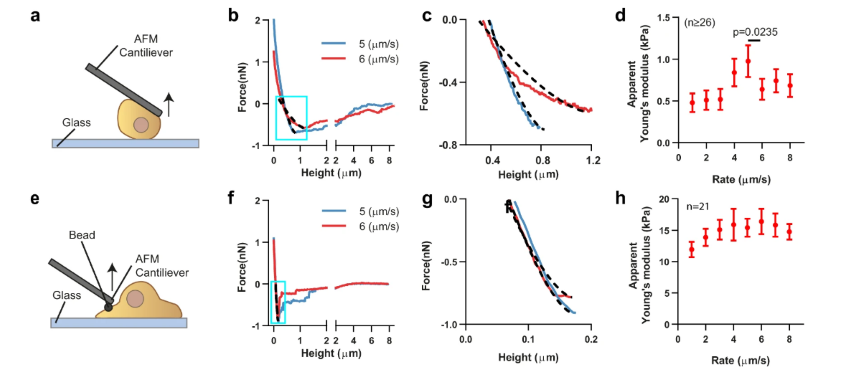 a
AFM
Cantiliever
Glass
b
2
1
0
-1
Force(nN)
5 (μm/s)
6 (μm/s)
0 1 2 2 4 6 8
Height (μm)
c
0.0
-0.4
-0.8
Force(nN)
0.4 0.8 1.2
Height (μm)
d
1.5
1.0
0.5
0.0
Apparent
Young's modulus (kPa)
(n≥26)
p=0.0235
0 2 4 6 8
Rate (μm/s)
e
Bead
AFM
Cantiliever
Glass
f
2
1
0
-1
Force(nN)
5 (μm/s)
6 (μm/s)
0 1 2 2 4 6 8
Height (μm)
g
0.0
-0.5
-1.0
Force(nN)
0.0 0.1 0.2
Height (μm)
h
20
15
10
5
0
Apparent
Young's modulus (kPa)
n=21
0 2 4 6 8
Rate (μm/s)